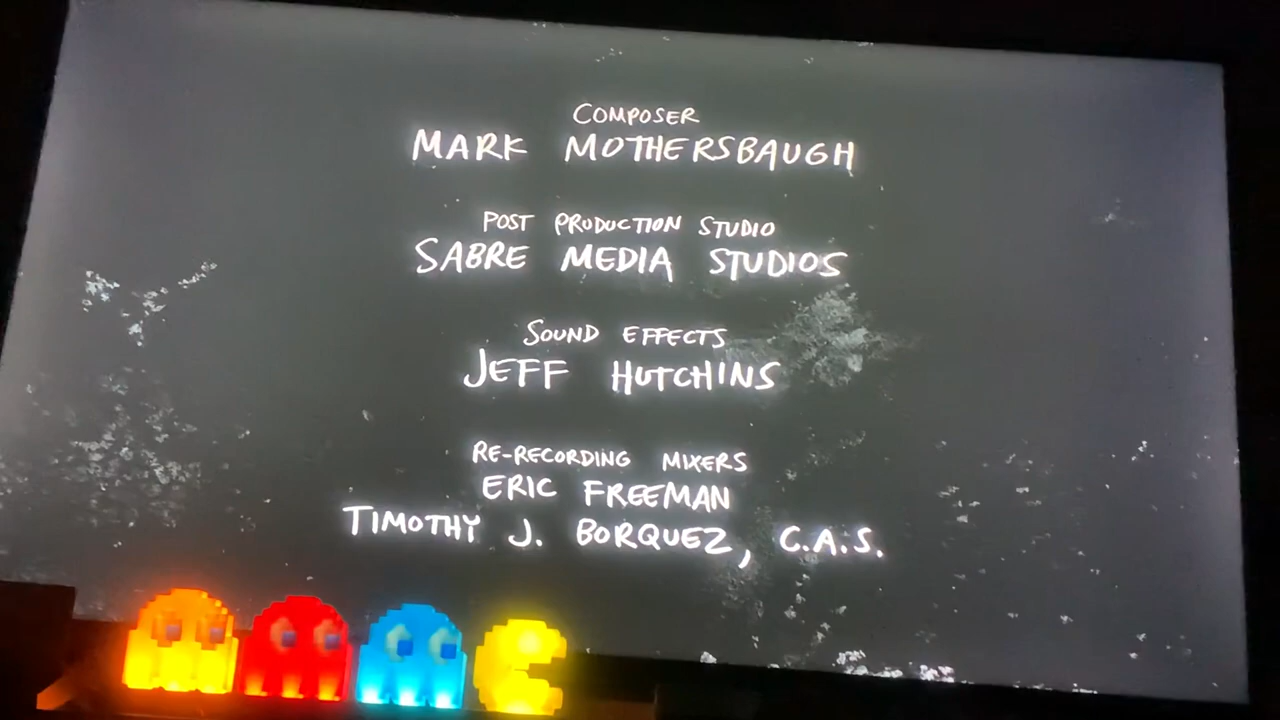 COMPOSER
MARK MOTHERSBAUGH
POST PRODUCTION STUDIO
SABRE MEDIA STUDIOS
SOUND EFFECTS
JEFF HUTCHINS
RE-RECORDING MIXERS
ERIC FREEMAN
TIMOTHY J. BORQUEZ, C.A.S.